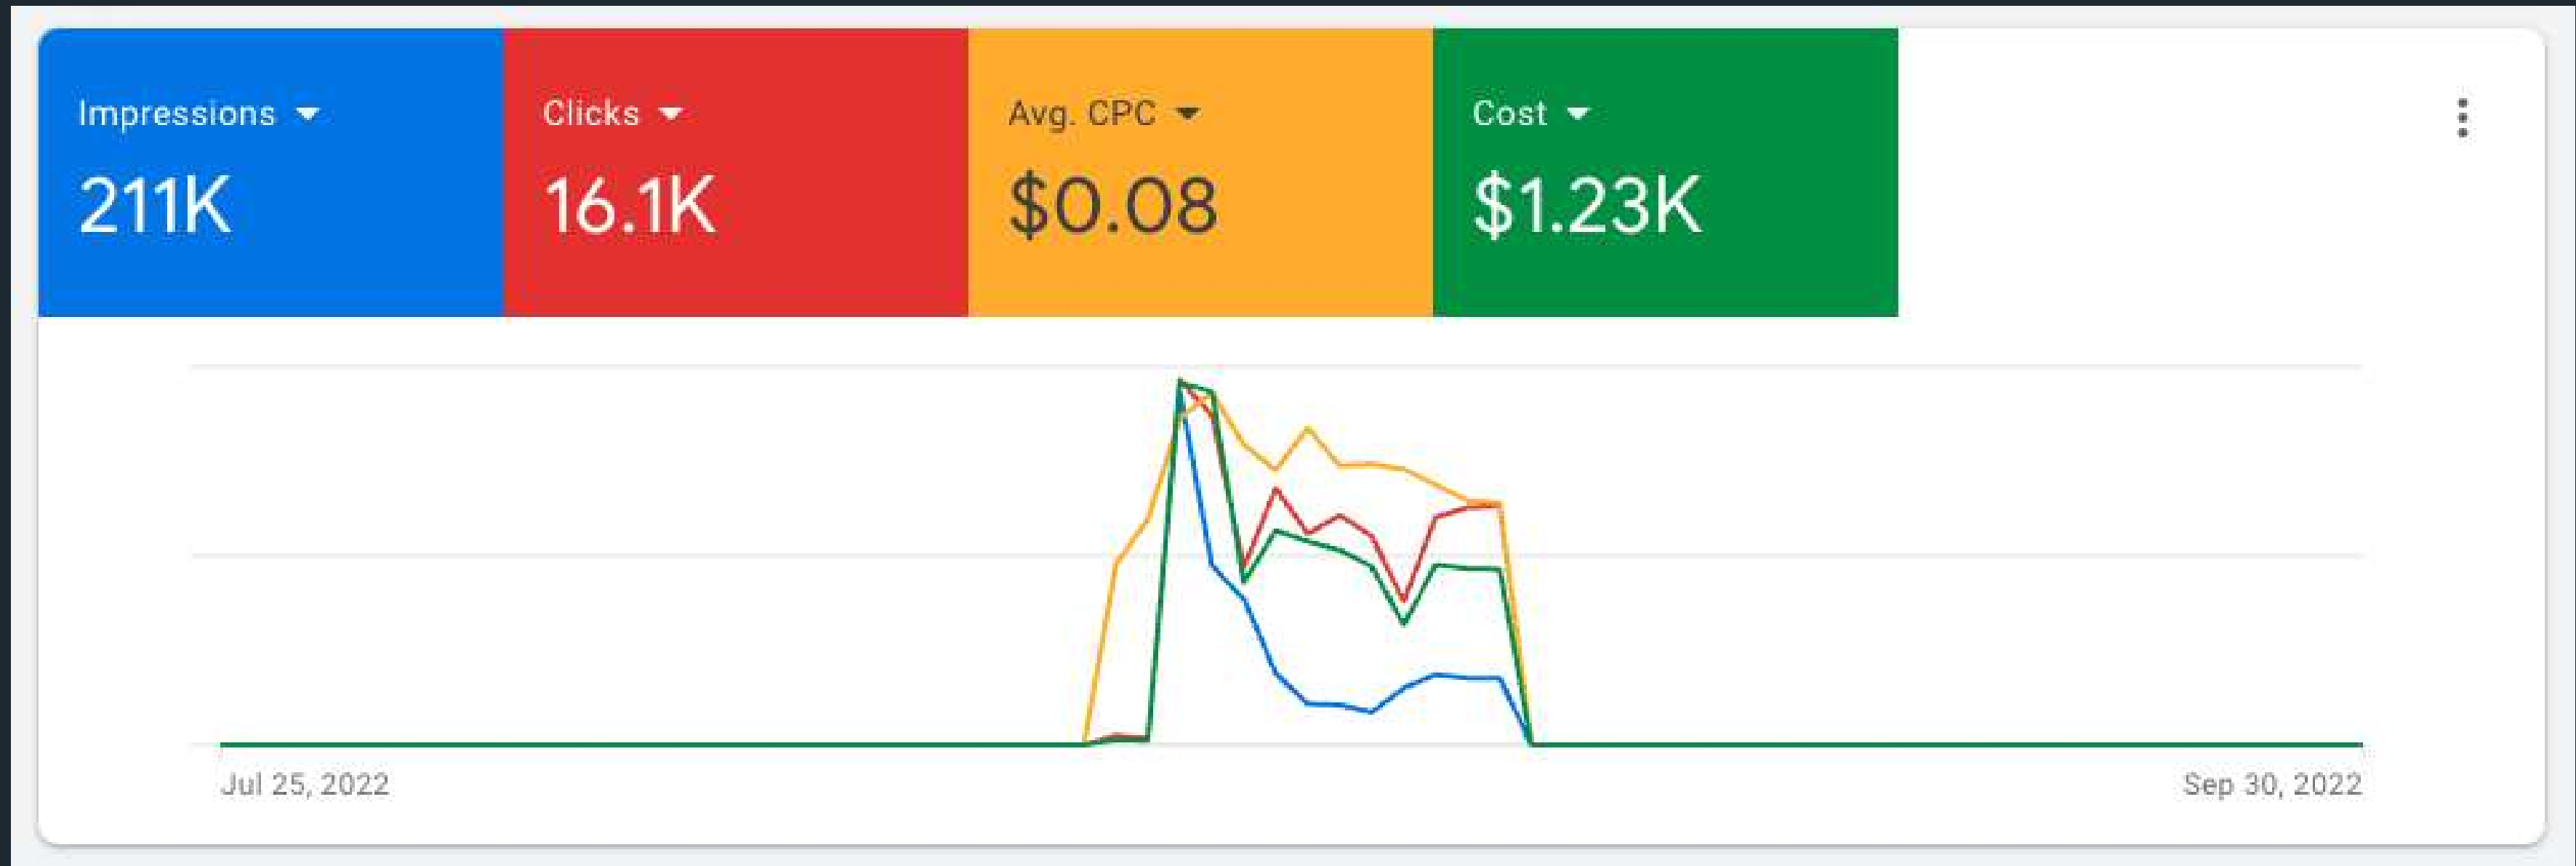 Impressions
Clicks
Avg. CPC
Cost
211K
16.1K
$0.08
$1.23K
Jul 25, 2022
Sep 30, 2022